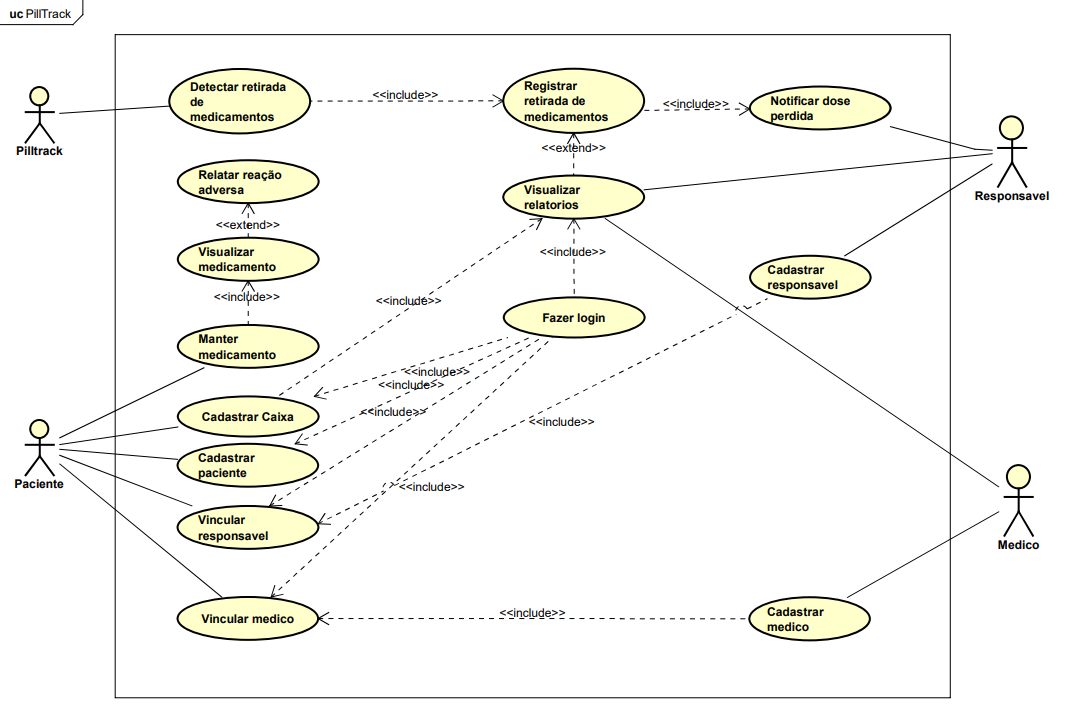 uc PillTrack
Detectar retirada
de
medicamentos
<<include>>
Registrar
retirada de
medicamentos
<<include>>
Notificar dose
perdida
Pilltrack
Responsavel
<<extend>>
Relatar reação
adversa
Visualizar
relatorios
<<extend>>
Visualizar
medicamento
<<include>>
Cadastrar
responsavel
<<include>>
<<include>>
Fazer login
Manter
medicamento
<<include>>
<<include>>
<<include>>
<<include>>
Cadastrar Caixa
Cadastrar
paciente
Paciente
<<include>>
Vincular
responsavel
Medico
Vincular medico
<<include>>
Cadastrar
medico